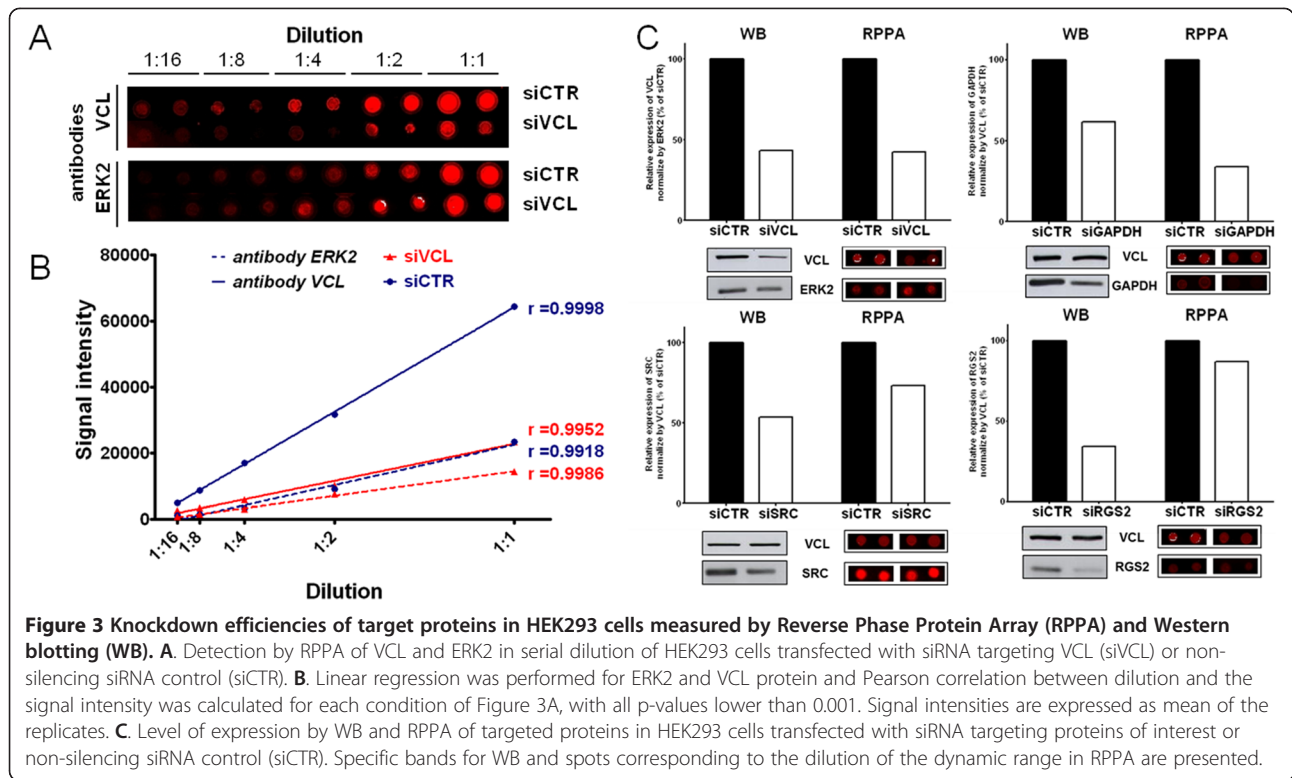 A
Dilution
1:16 1:8 1:4 1:2 1:1
antibodies
VCL
ERK2
siCTR
siVCL
siCTR
siVCL
B
antibody ERK2
antibody VCL
siVCL
siCTR
Signal intensity
80000
60000
40000
20000
0
r =0.9998
r =0.9952
r =0.9918
r =0.9986
1:16 1:8 1:4 1:2 1:1
Dilution
C
WB RPPA
Relative expression of VCL
normalize by ERK2 (% of siCTR)
100
50
0
siCTR siVCL siCTR siVCL
VCL
ERK2
WB RPPA
Relative expression of GAPDH
normalize by VCL (% of siCTR)
100
50
0
siCTR siGAPDH siCTR siGAPDH
VCL
GAPDH
WB RPPA
Relative expression of SRC
normalize by VCL (% of siCTR)
100
50
0
siCTR siSRC siCTR siSRC
VCL
SRC
WB RPPA
Relative expression of RGS2
normalize by VCL (% of siCTR)
100
50
0
siCTR siRGS2 siCTR siRGS2
VCL
RGS2
Figure 3 Knockdown efficiencies of target proteins in HEK293 cells measured by Reverse Phase Protein Array (RPPA) and Western
blotting (WB). A. Detection by RPPA of VCL and ERK2 in serial dilution of HEK293 cells transfected with siRNA targeting VCL (siVCL) or non-
silencing siRNA control (siCTR). B. Linear regression was performed for ERK2 and VCL protein and Pearson correlation between dilution and the
signal intensity was calculated for each condition of Figure 3A, with all p-values lower than 0.001. Signal intensities are expressed as mean of the
replicates. C. Level of expression by WB and RPPA of targeted proteins in HEK293 cells transfected with siRNA targeting proteins of interest or
non-silencing siRNA control (siCTR). Specific bands for WB and spots corresponding to the dilution of the dynamic range in RPPA are presented.